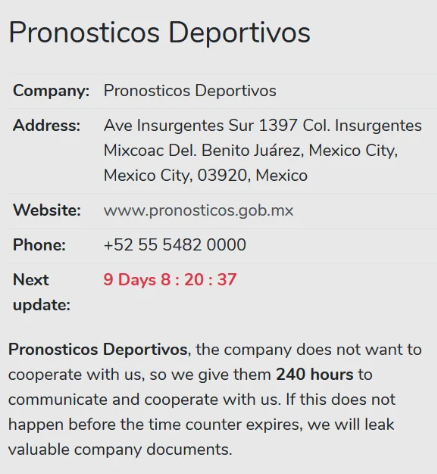 Pronosticos Deportivos
Company: Pronosticos Deportivos
Address: Ave Insurgentes Sur 1397 Col. Insurgentes
Mixcoac Del. Benito Juárez, Mexico City,
Mexico City, 03920, Mexico
Website: www.pronosticos.gob.mx
Phone: +52 55 5482 0000
Next 9 Days 8 : 20 : 37
update:
Pronosticos Deportivos, the company does not want to
cooperate with us, so we give them 240 hours to
communicate and cooperate with us. If this does not
happen before the time counter expires, we will leak
valuable company documents.